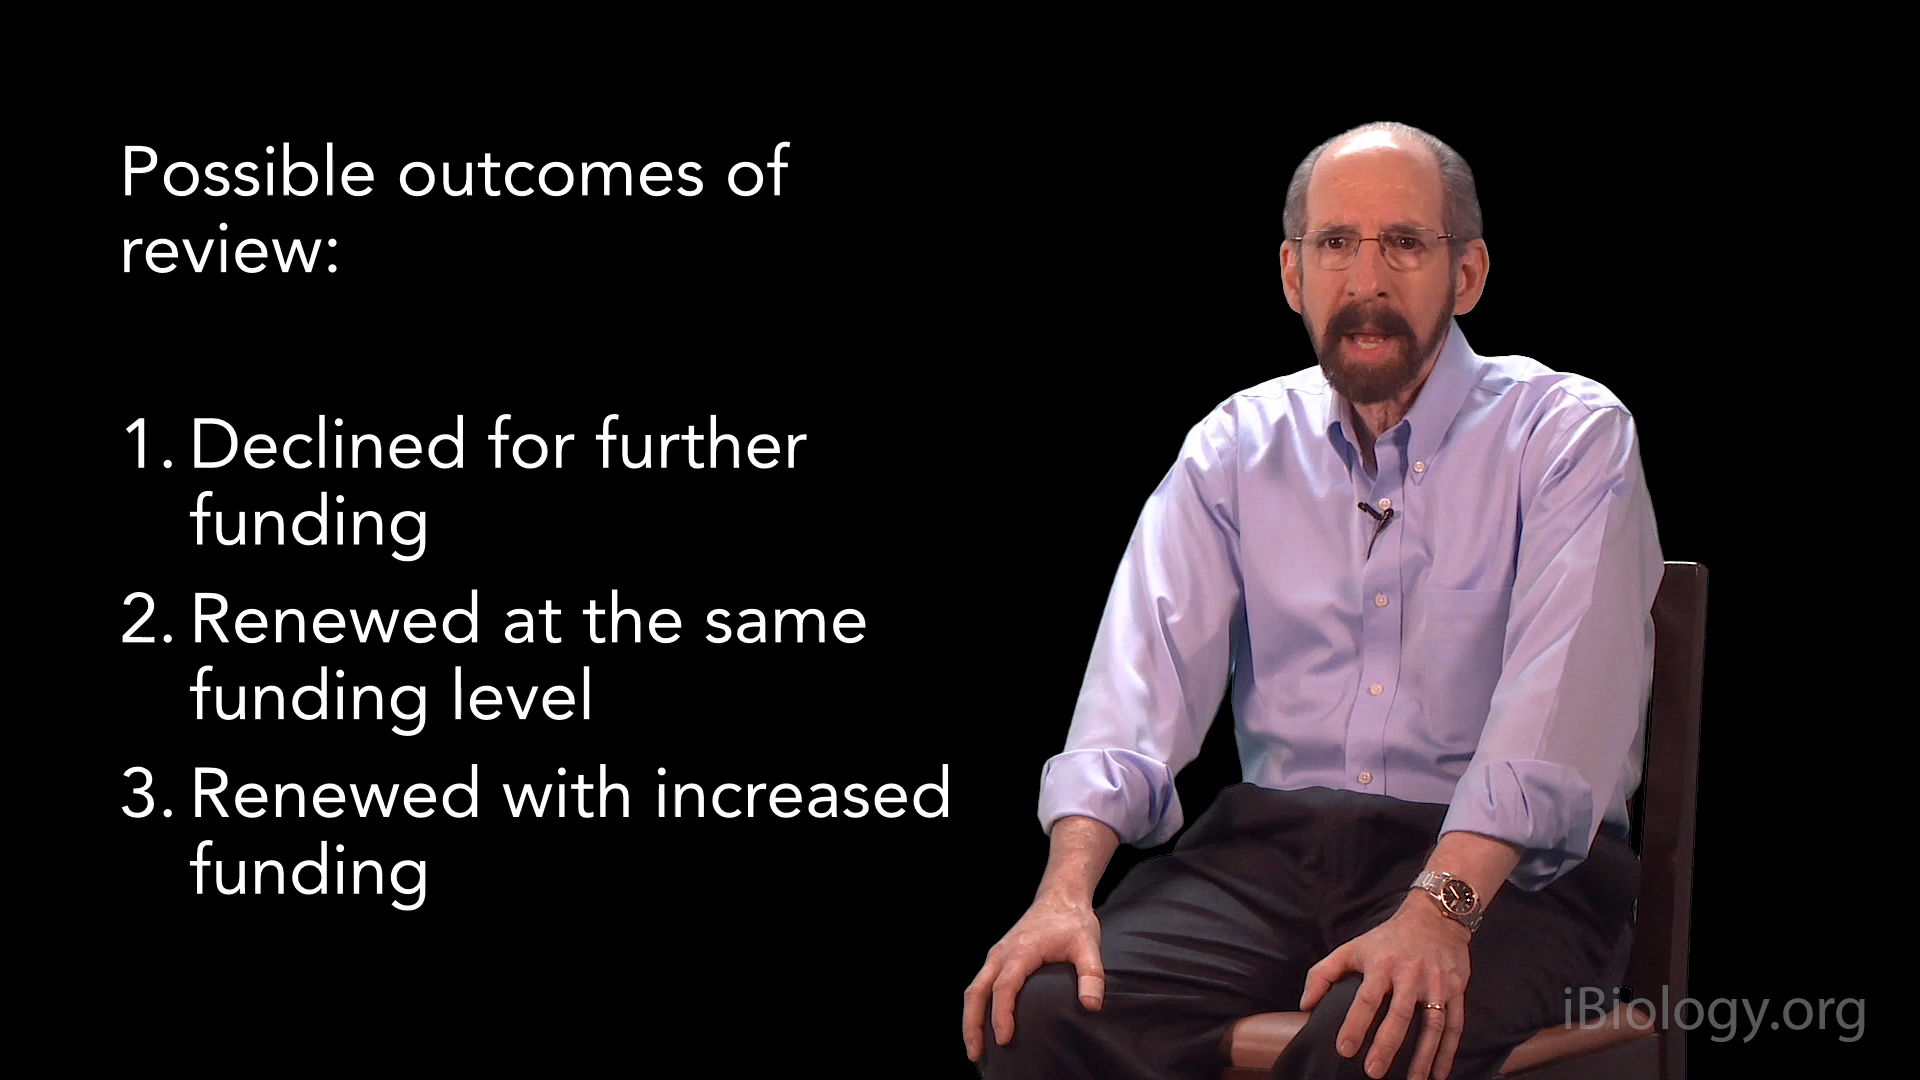 Possible outcomes of
review:
1. Declined for further
funding
2. Renewed at the same
funding level
3. Renewed with increased
funding
iBiology.org